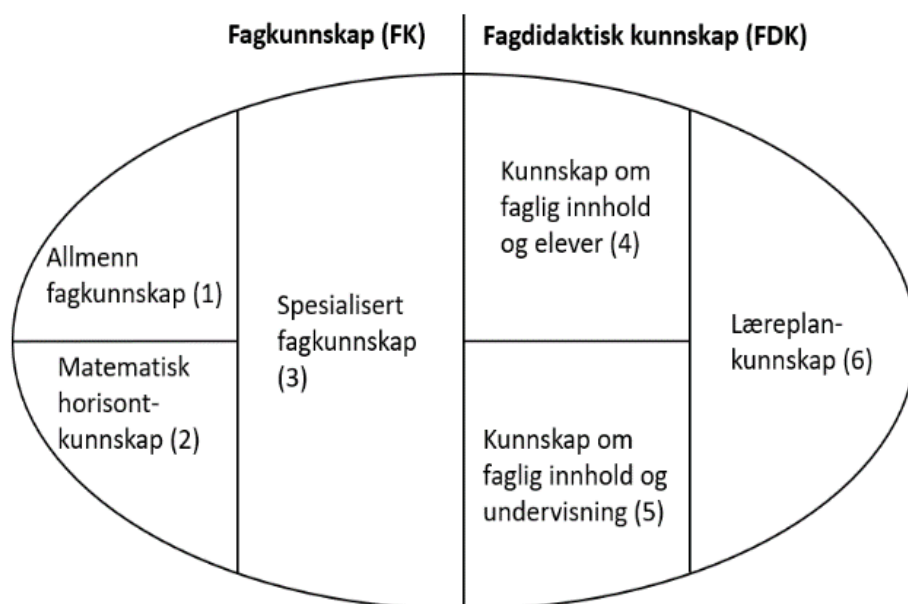 Fagkunnskap (FK)
Fagdidaktisk kunnskap (FDK)
Allmenn
fagkunnskap (1)
Matematisk
horisont-
kunnskap (2)
Spesialisert
fagkunnskap
(3)
Kunnskap om
faglig innhold
og elever (4)
Kunnskap om
faglig innhold og
undervisning (5)
Læreplan-
kunnskap (6)